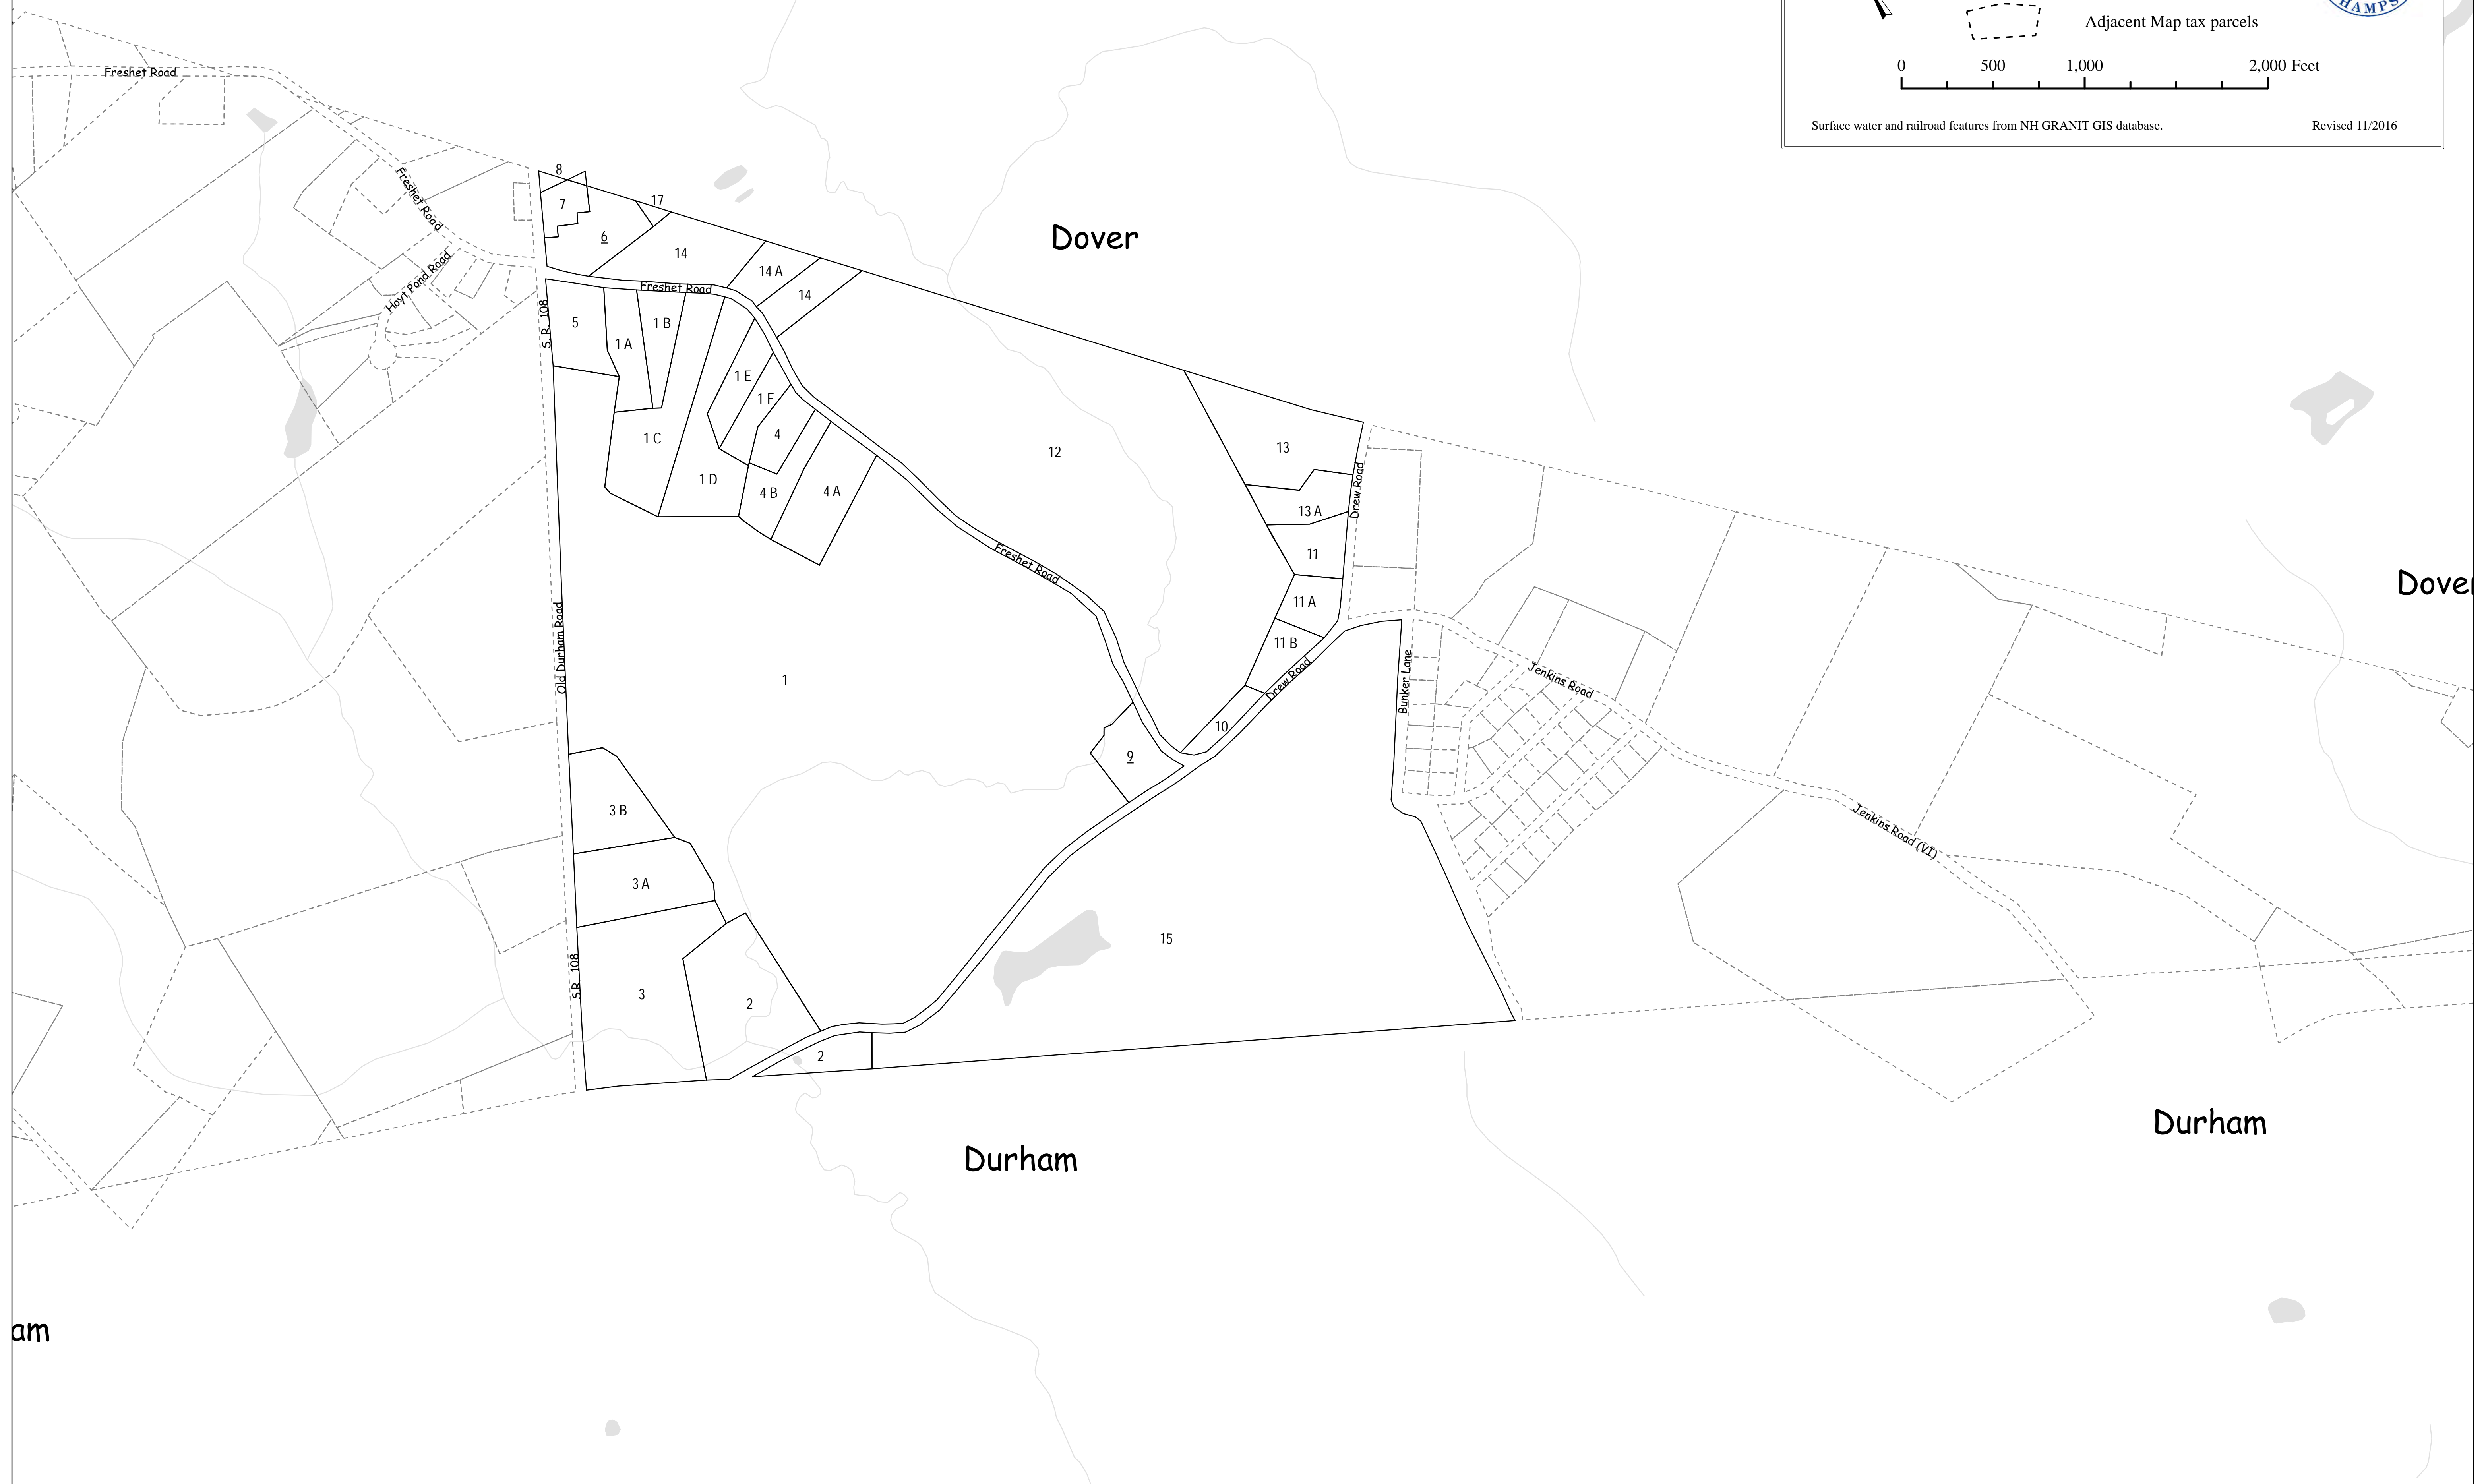 HAMPS
Adjacent Map tax parcels
0 500 1,000 2,000 Feet
Surface water and railroad features from NH GRANIT GIS database. Revised 11/2016
Freshet Road
Freshet Road
Hoyt Pond Road
8
7
17
6
14
14 A
14
Dover
Freshet Road
S. R. 108
5
1 A
1 B
1 E
1 F
4
1 C
1 D
4 B
4 A
12
13
13 A
Drew Road
11
11 A
11 B
Freshet Road
Dover
Old Durham Road
1
Drew Road
10
9
Bunker Lane
Jenkins Road
Jenkins Road (VI)
3 B
3 A
S.R. 108
3
2
2
15
Durham
Durham
am